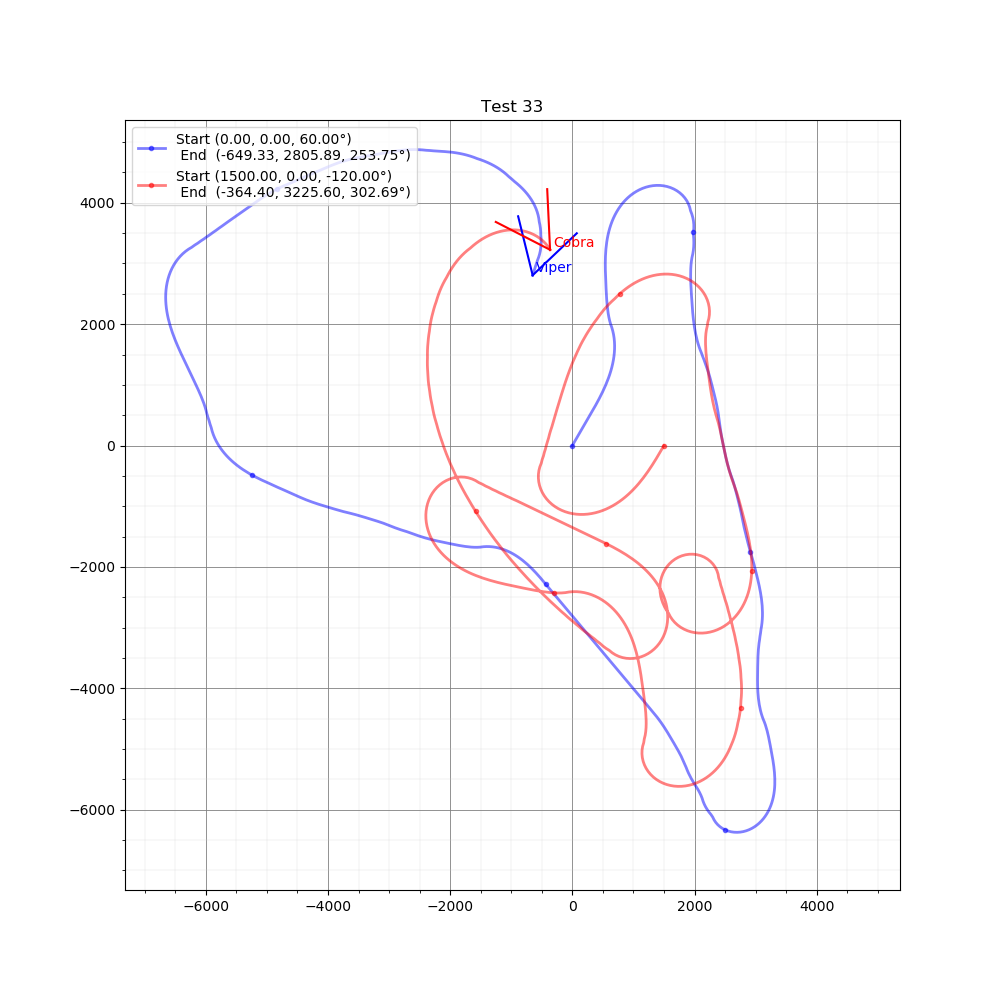 Test 33
Start (0.00, 0.00, 60.00°)
End (-649.33, 2805.89, 253.75°)
Start (1500.00, 0.00, -120.00°)
End (-364.40, 3225.60, 302.69°)
Cobra
Viper
4000
2000
0
−2000
−4000
−6000
−6000 −4000 −2000 0 2000 4000